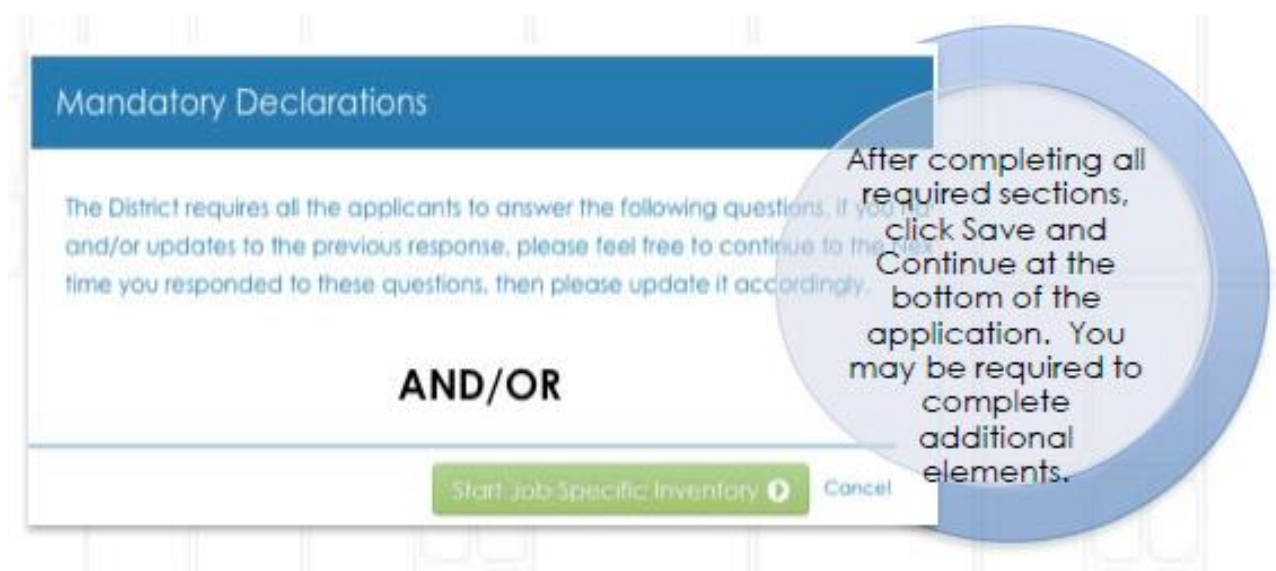 Mandatory Declarations
The District requires all the applicants to answer the following questions. If you
and/or updates to the previous response, please feel free to continue to the Nex
time you responded to these questions, then please update it accordingly.
AND/OR
Start Job Specific Inventory
Cancel
After completing all
required sections,
click Save and
Continue at the
bottom of the
application. You
may be required to
complete
additional
elements.